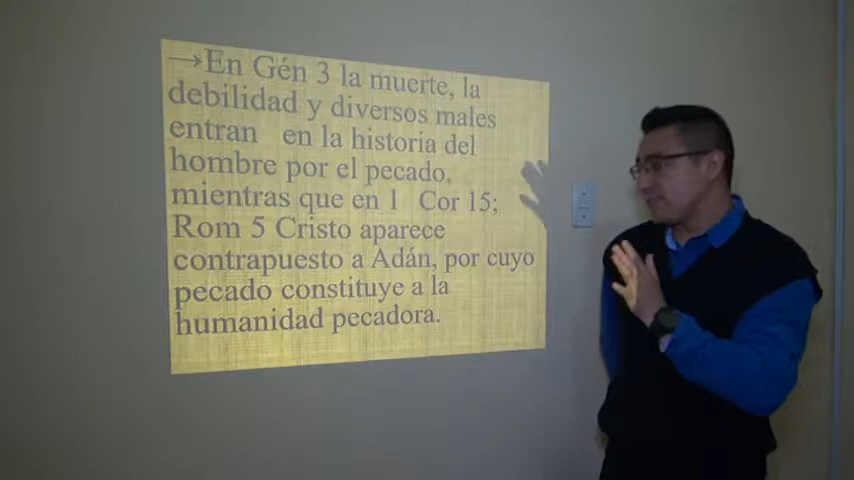 →En Gén 3 la muerte, la
debilidad y diversos males
entran en la historia del
hombre por el pecado,
mientras que en 1 Cor 15;
Rom 5 Cristo aparece
contrapuesto a Adán, por cuyo
pecado constituye a la
humanidad pecadora.